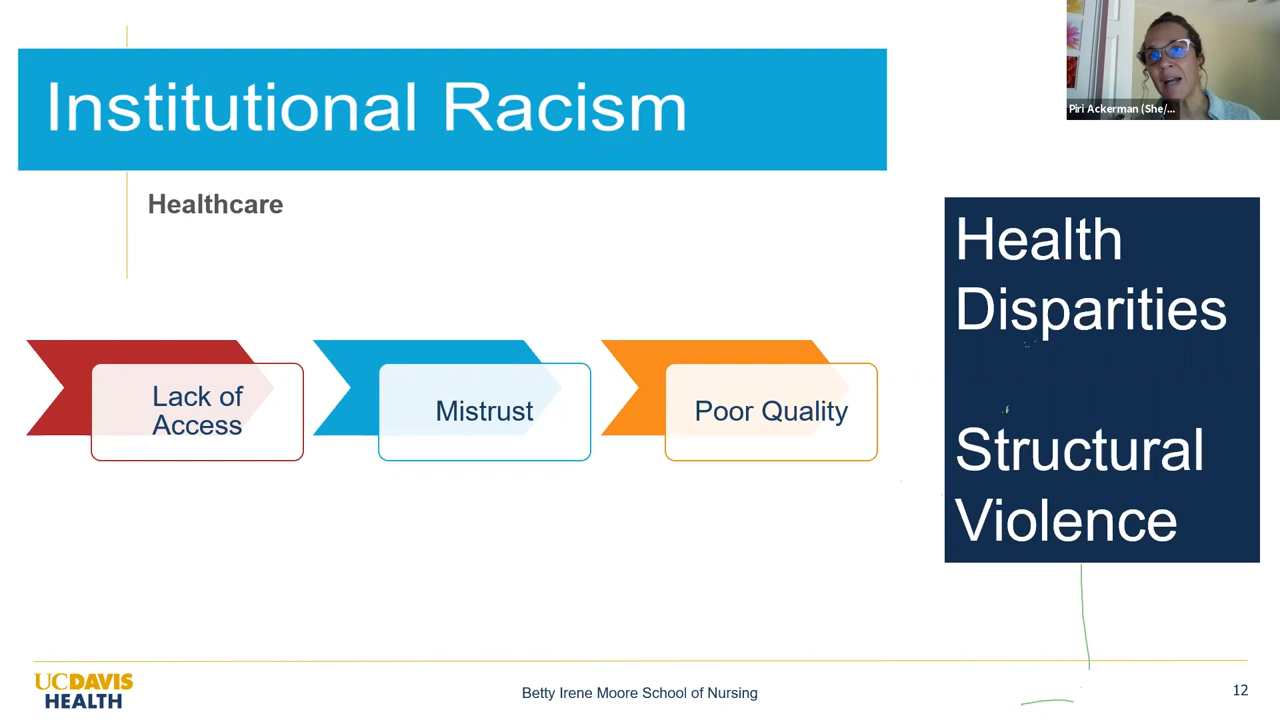 Institutional Racism
Piri Ackerman (She/...
Healthcare
Health
Disparities
Structural
Violence
Lack of
Access
Mistrust
Poor Quality
UCDAVIS
HEALTH
Betty Irene Moore School of Nursing
12